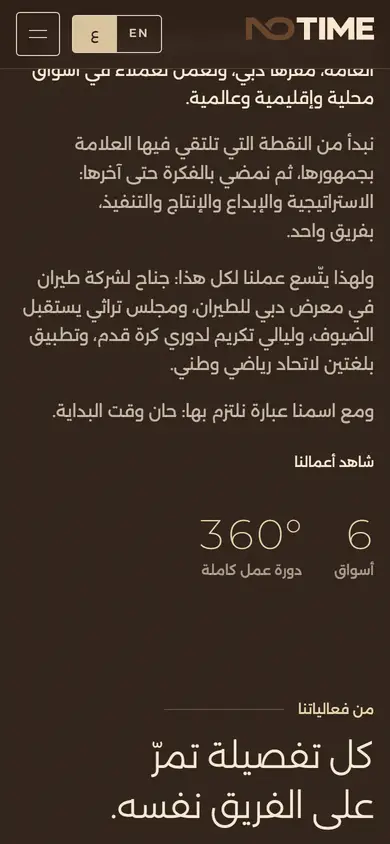 NOTIME
EN
ع
العامة، مقرها دبي، ونعمل لعملاء في أسواق
محلية وإقليمية وعالمية.
نبدأ من النقطة التي تلتقي فيها العلامة
بجمهورها، ثم نمضي بالفكرة حتى آخرها:
الاستراتيجية والإبداع والإنتاج والتنفيذ،
بفريق واحد.
ولهذا يتّسع عملنا لكل هذا: جناح لشركة طيران
في معرض دبي للطيران، ومجلس تراثي يستقبل
الضيوف، وليالي تكريم لدوري كرة قدم، وتطبيق
بلغتين لاتحاد رياضي وطني.
ومع اسمنا عبارة نلتزم بها: حان وقت البداية.
شاهد أعمالنا
6
أسواق
360°
دورة عمل كاملة
من فعالياتنا
كل تفصيلة تمرّ
على الفريق نفسه.